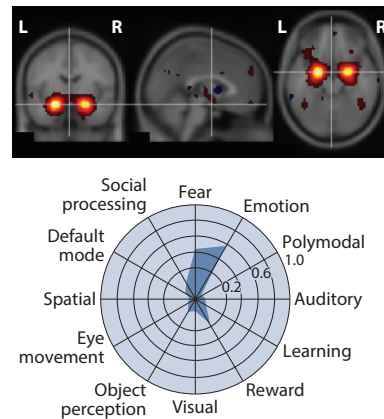 L R L R
Social
processing
Fear
Emotion
Default
mode
Polymodal
1.0
0.6
0.2
Spatial
Auditory
Eye
movement
Learning
Object
perception
Visual
Reward